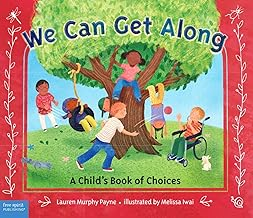 We Can Get Along
A Child's Book of Choices
free spirit
PUBLISHING®
Lauren Murphy Payne • illustrated by Melissa Iwai